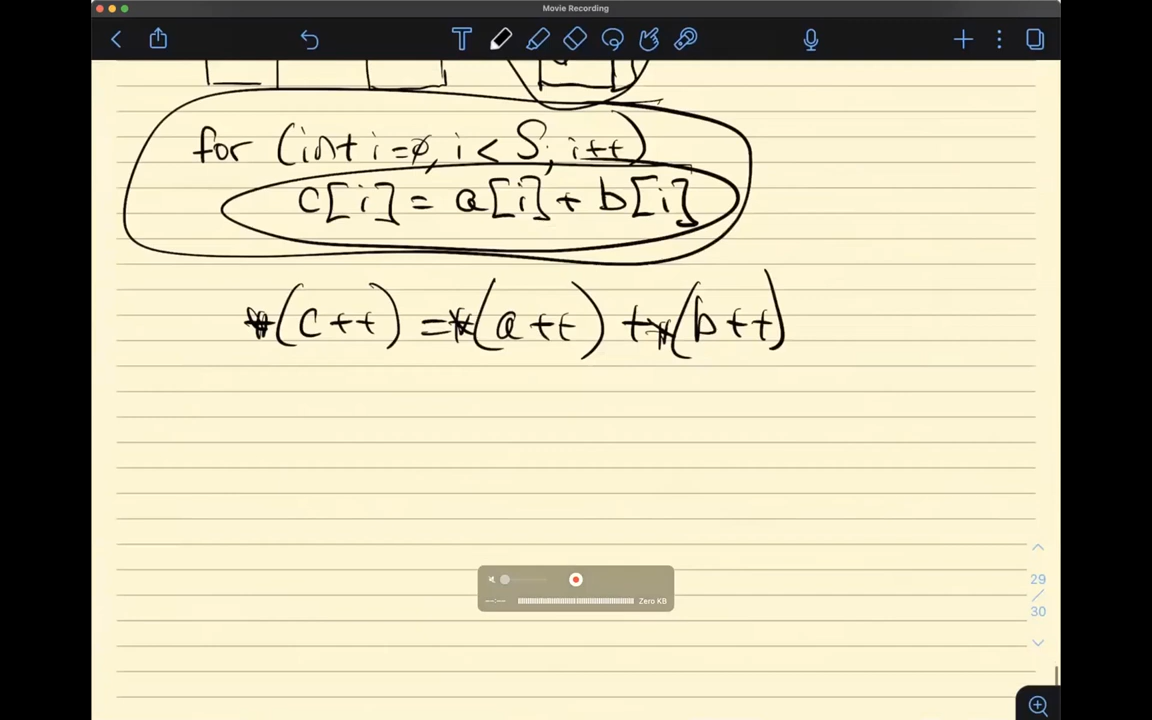 Movie Recording
for (int i=0, i < S; i++)
c[i] = a[i] + b[i]
*(c++) = *(a++) + *(b++)
29
/
30
--:--
Zero KB